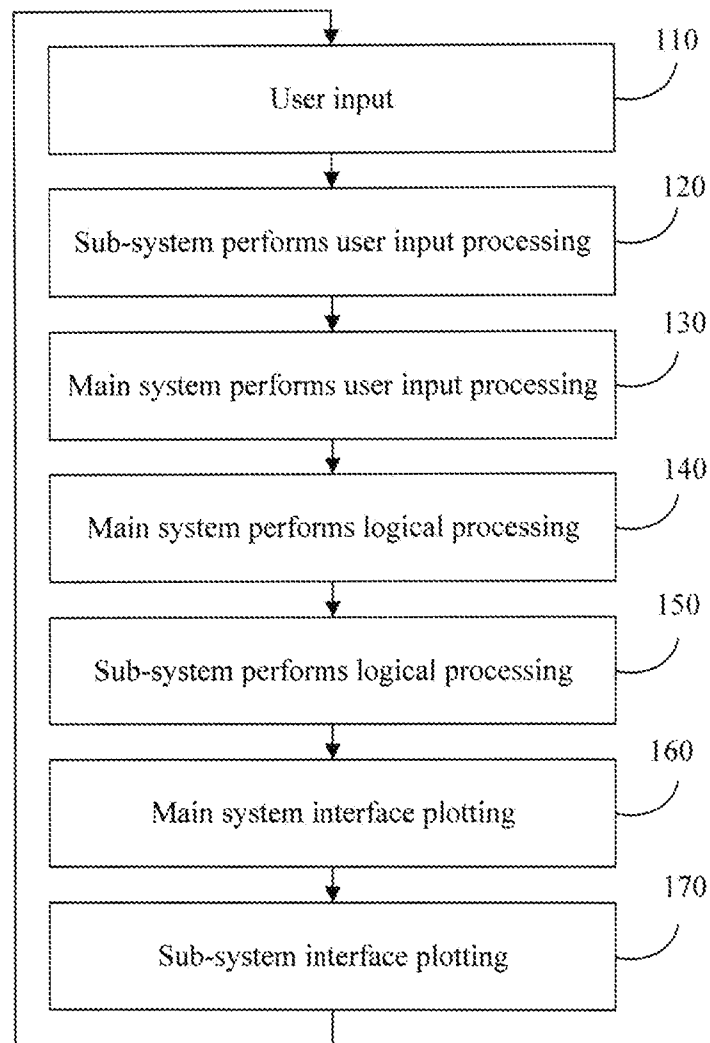 110
User input
120
Sub-system performs user input processing
130
Main system performs user input processing
140
Main system performs logical processing
150
Sub-system performs logical processing
160
Main system interface plotting
170
Sub-system interface plotting